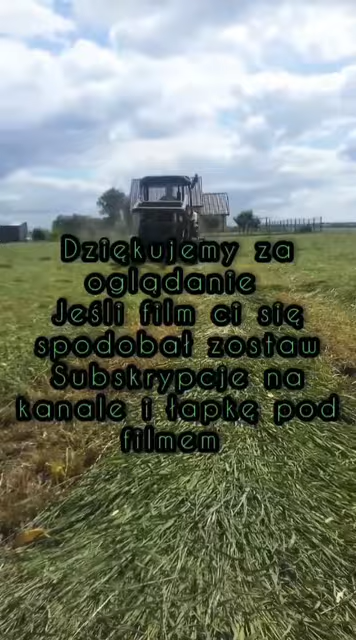 Dziękujemy za
oglądanie
Jeśli film ci się
spodobał zostaw
Subskrypcje na
kanale i łapkę pod
filmem